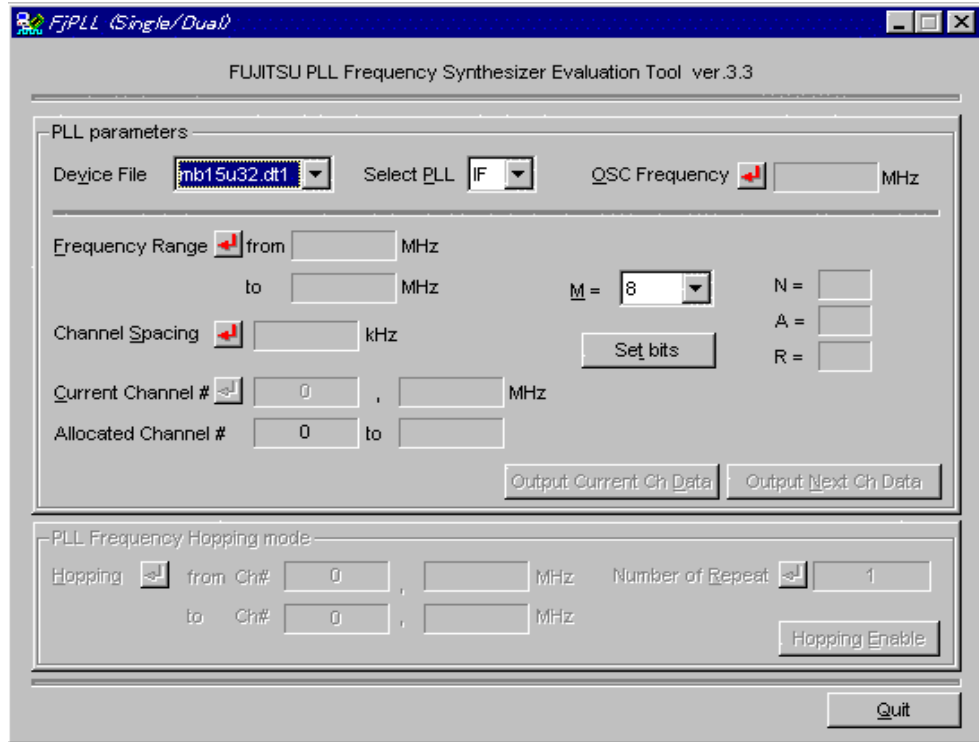 FjPLL (Single/Dual)
FUJITSU PLL Frequency Synthesizer Evaluation Tool ver.3.3
PLL parameters
Device File mb15u32.dt1 Select PLL IF OSC Frequency MHz
Frequency Range from MHz
to MHz M = 8 N =
A =
Channel Spacing kHz
Set bits R =
Current Channel # 0 , MHz
Allocated Channel # 0 to
Output Current Ch Data Output Next Ch Data
PLL Frequency Hopping mode
Hopping from Ch# 0 , MHz Number of Repeat 1
to Ch# 0 , MHz
Hopping Enable
Quit